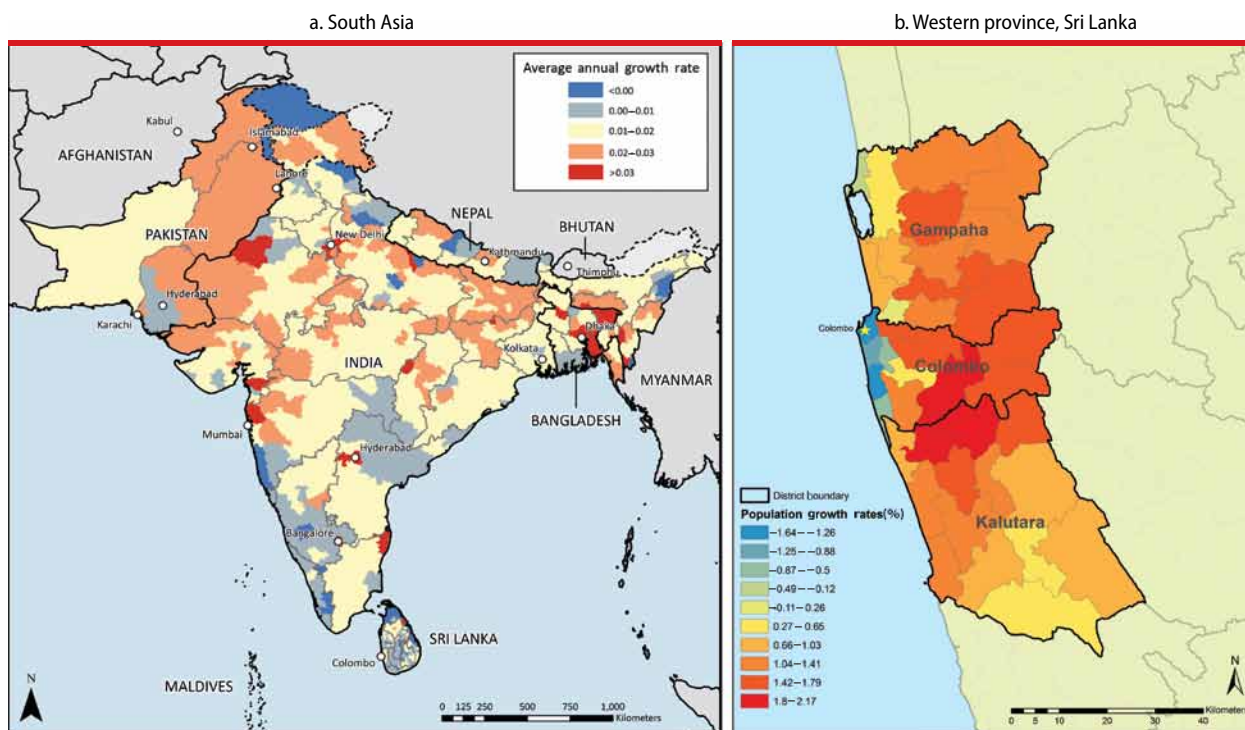 a. South Asia
b. Western province, Sri Lanka
Average annual growth rate
<0.00
0.00–0.01
0.01–0.02
0.02–0.03
>0.03
Kabul
Islamabad
AFGHANISTAN
Lahore
PAKISTAN
New Delhi
NEPAL
BHUTAN
Kathmandu
Thimphu
Hyderabad
Karachi
INDIA
Kolkata
Dhaka
MYANMAR
BANGLADESH
Mumbai
Hyderabad
Bangalore
SRI LANKA
Colombo
MALDIVES
N
0 125 250 500 750 1,000
Kilometers
Gampaha
Colombo
Colombo
Kalutara
District boundary
Population growth rates(%)
–1.64––1.26
–1.25––0.88
–0.87––0.5
–0.49––0.12
–0.11–0.26
0.27–0.65
0.66–1.03
1.04–1.41
1.42–1.79
1.8–2.17
N
0 5 10 20 30 40
Kilometers